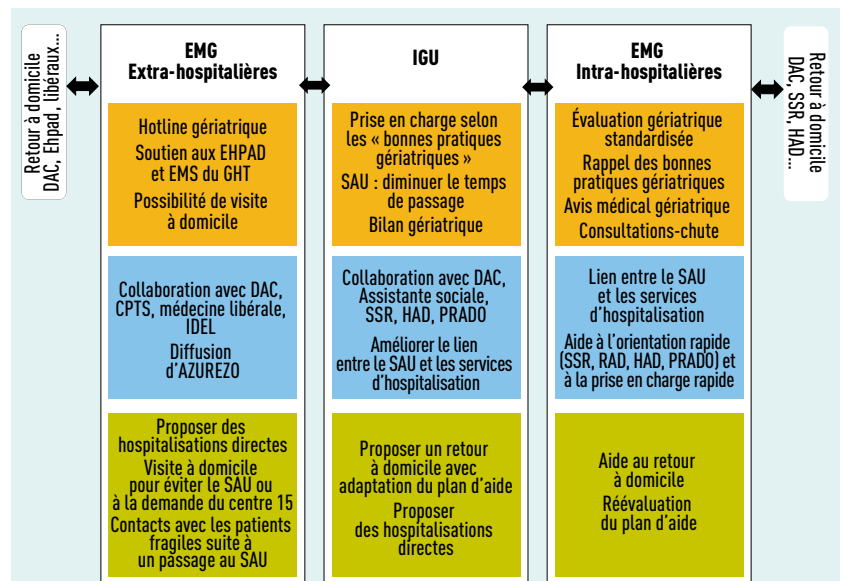 Retour à domicile
DAC, Ehpad, libéraux...
EMG
Extra-hospitalières
Hotline gériatrique
Soutien aux EHPAD
et EMS du GHT
Possibilité de visite
à domicile
Collaboration avec DAC,
CPTS, médecine libérale,
IDEL
Diffusion
d'AZUREZO
Proposer des
hospitalisations directes
Visite à domicile
pour éviter le SAU ou
à la demande du centre 15
Contacts avec les patients
fragiles suite à
un passage au SAU
IGU
Prise en charge selon
les « bonnes pratiques
gériatriques »
SAU : diminuer le temps
de passage
Bilan gériatrique
Collaboration avec DAC,
Assistante sociale,
SSR, HAD, PRADO
Améliorer le lien
entre le SAU et les services
d'hospitalisation
Proposer un retour
à domicile avec
adaptation du plan d'aide
Proposer
des hospitalisations
directes
EMG
Intra-hospitalières
Évaluation gériatrique
standardisée
Rappel des bonnes
pratiques gériatriques
Avis médical gériatrique
Consultations-chute
Lien entre le SAU
et les services
d'hospitalisation
Aide à l'orientation rapide
(SSR, RAD, HAD, PRADO) et
à la prise en charge rapide
Aide au retour
à domicile
Réévaluation
du plan d'aide
Retour à domicile
DAC, SSR, HAD...